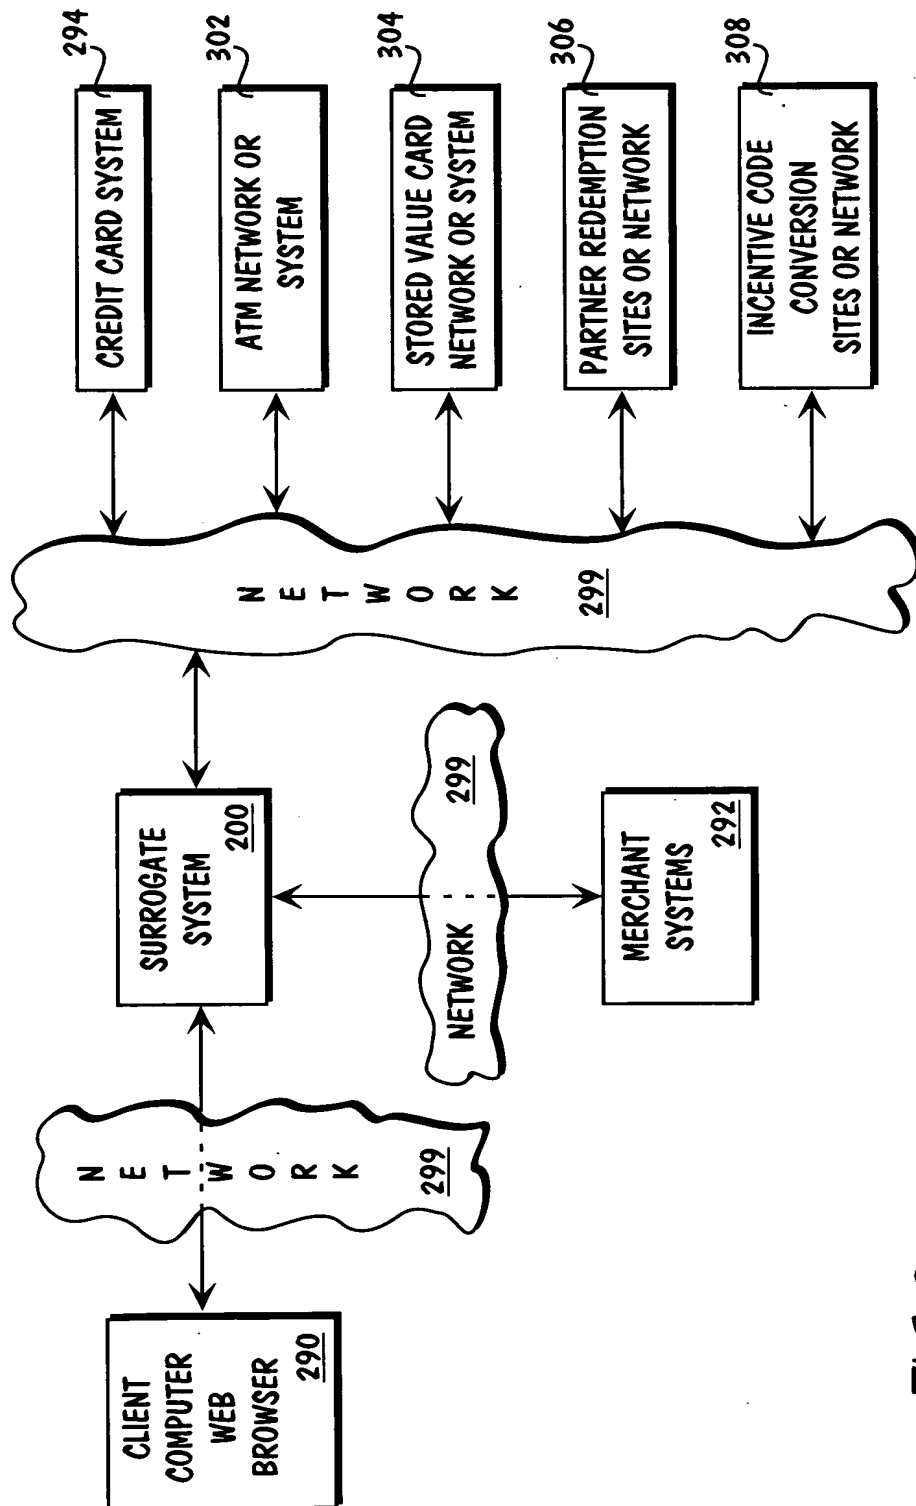 CLIENT
COMPUTER
WEB
BROWSER
290
NETWORK
299
SURROGATE
SYSTEM
200
NETWORK
299
MERCHANT
SYSTEMS
292
NETWORK
299
CREDIT CARD SYSTEM
294
ATM NETWORK OR
SYSTEM
302
STORED VALUE CARD
NETWORK OR SYSTEM
304
PARTNER REDEMPTION
SITES OR NETWORK
306
INCENTIVE CODE
CONVERSION
SITES OR NETWORK
308